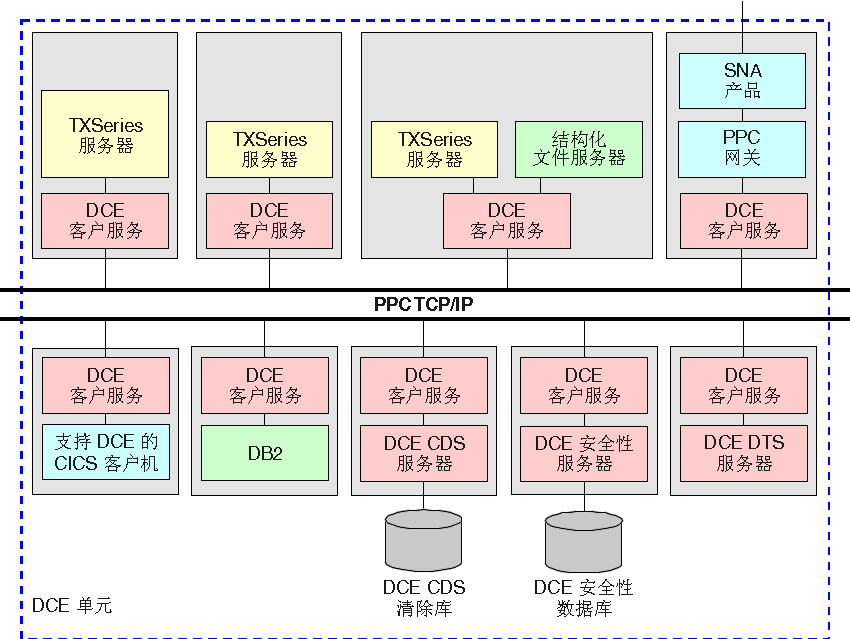 SNA
产品
TXSeries
服务器
TXSeries
服务器
TXSeries
服务器
结构化
文件服务器
PPC
网关
DCE
客户服务
DCE
客户服务
DCE
客户服务
DCE
客户服务
PPC TCP/IP
DCE
客户服务
DCE
客户服务
DCE
客户服务
DCE
客户服务
DCE
客户服务
支持 DCE 的
CICS 客户机
DB2
DCE CDS
服务器
DCE 安全性
服务器
DCE DTS
服务器
DCE CDS
清除库
DCE 安全性
数据库
DCE 单元